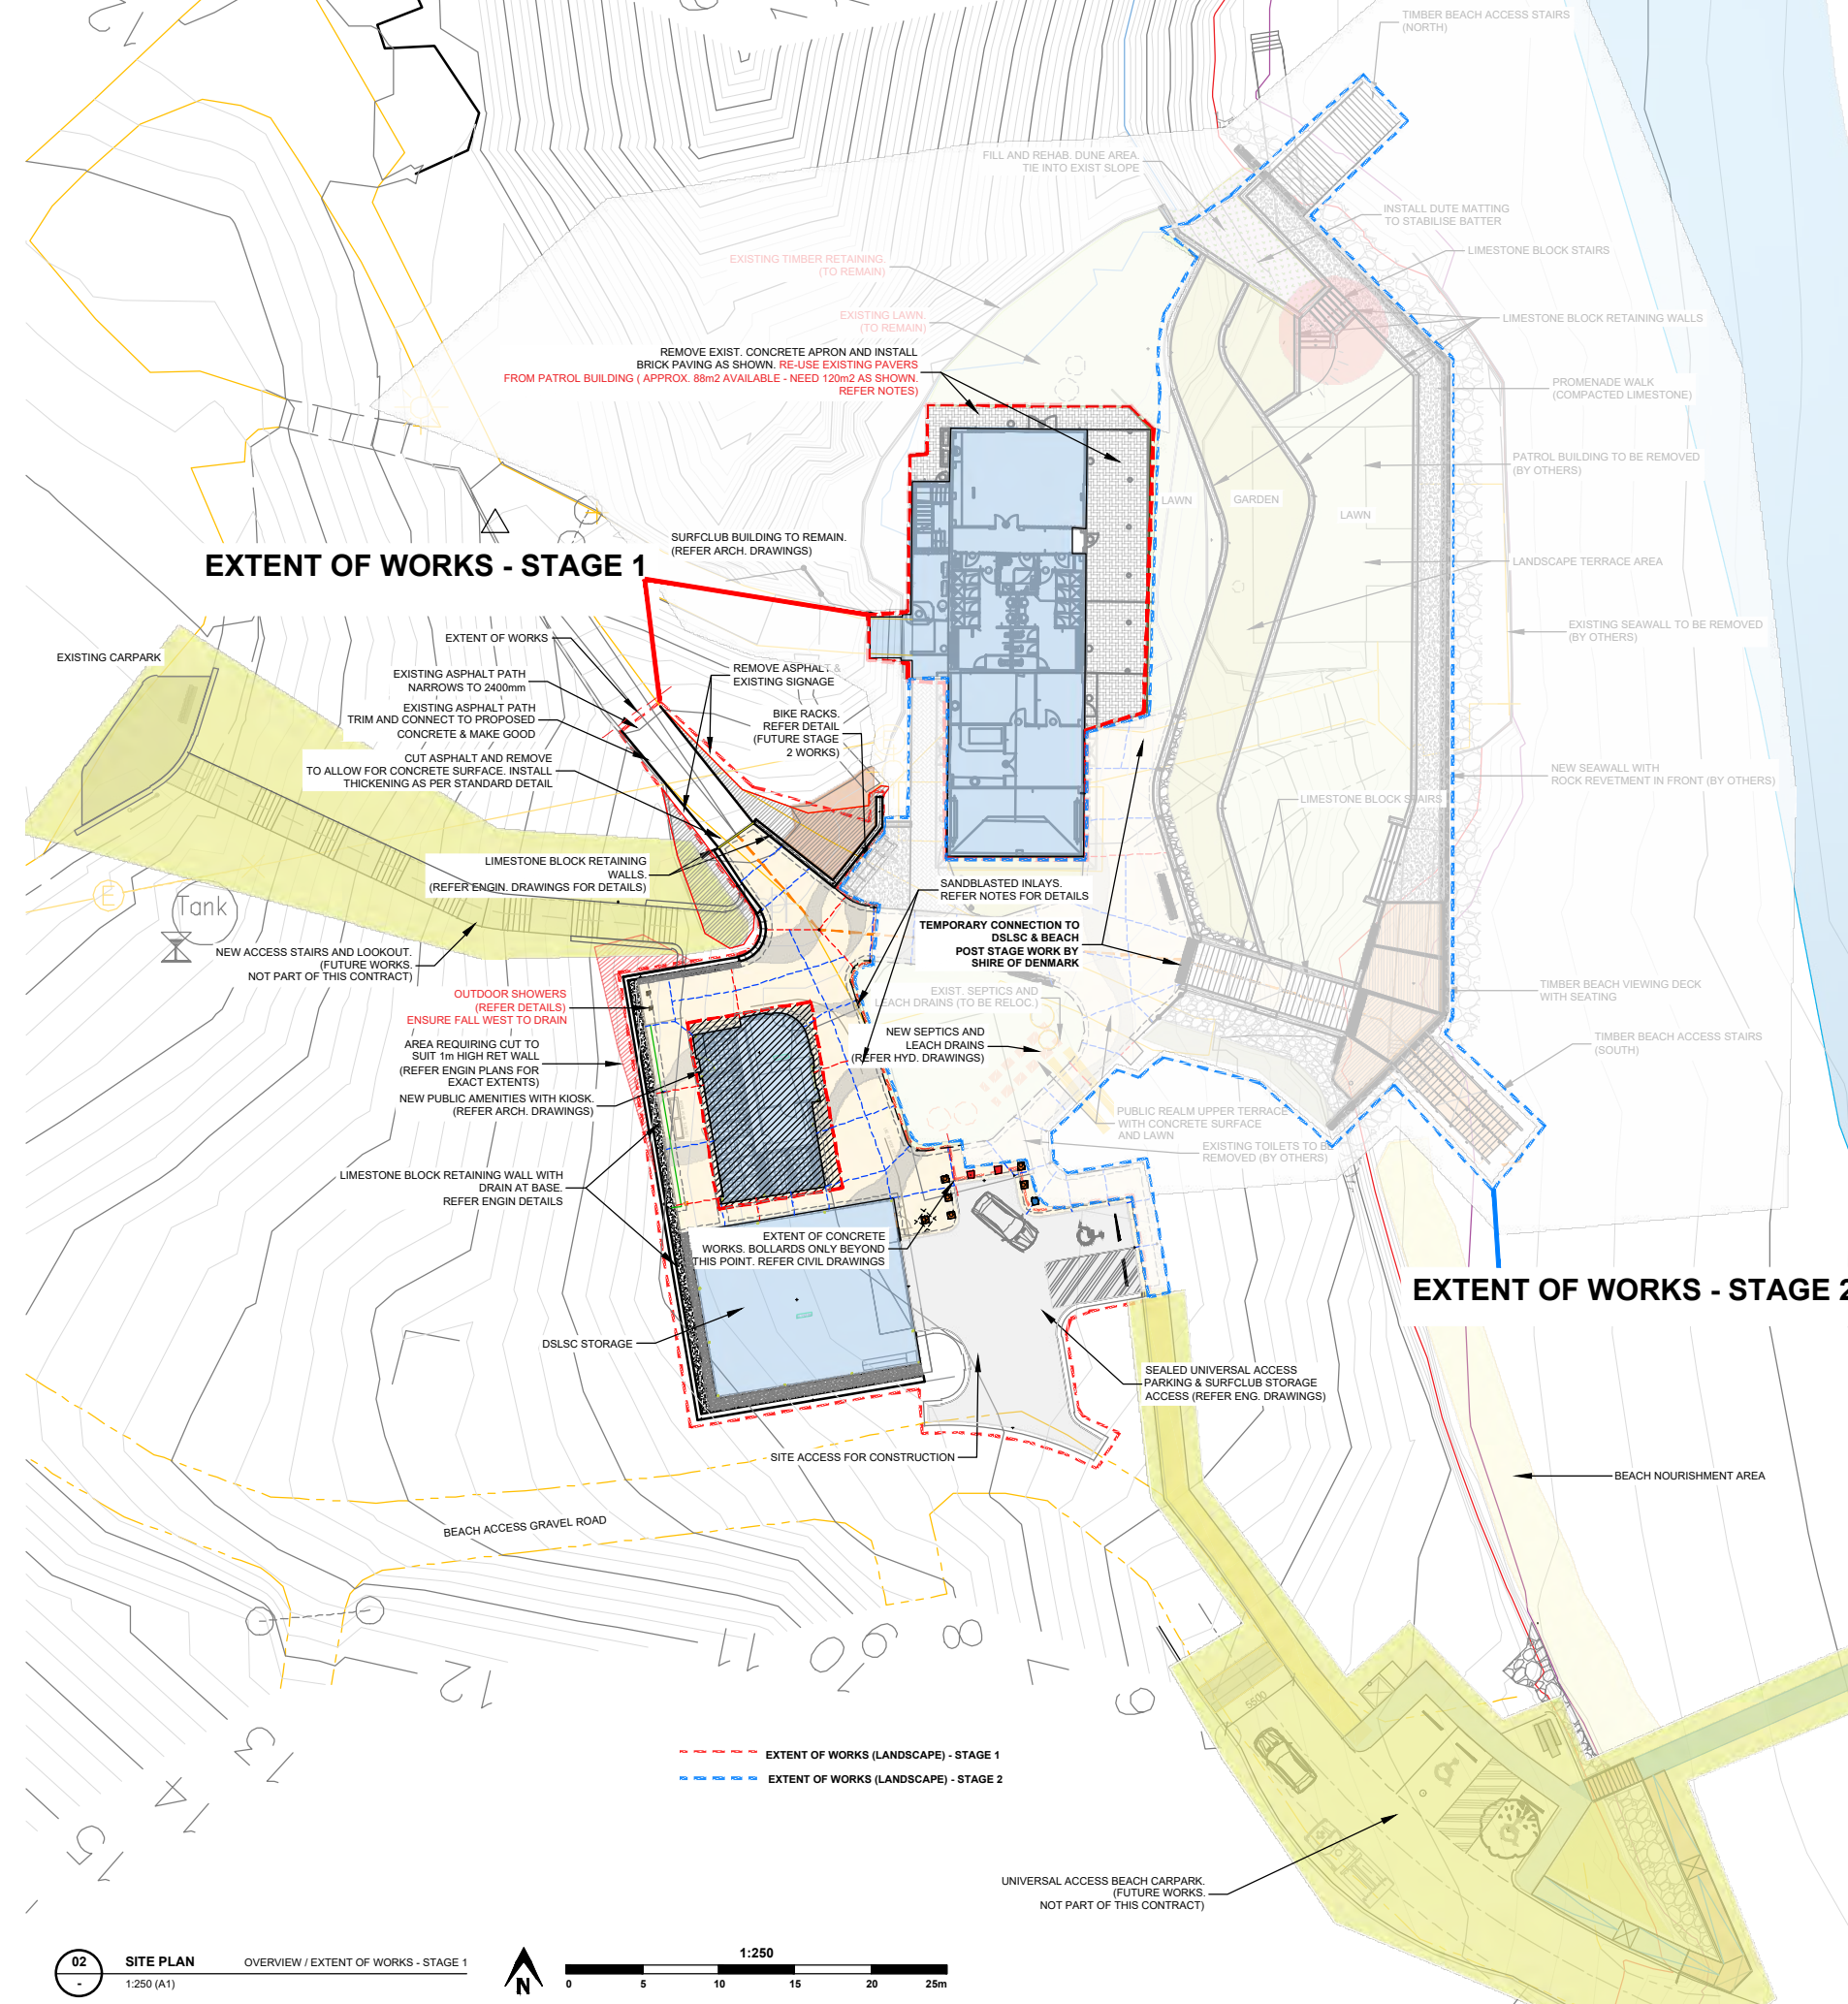 TIMBER BEACH ACCESS STAIRS
(NORTH)
FILL AND REHAB. DUNE AREA.
TIE INTO EXIST SLOPE
INSTALL DUTE MATTING
TO STABILISE BATTER
LIMESTONE BLOCK STAIRS
EXISTING TIMBER RETAINING.
(TO REMAIN)
EXISTING LAWN.
(TO REMAIN)
LIMESTONE BLOCK RETAINING WALLS
REMOVE EXIST. CONCRETE APRON AND INSTALL
BRICK PAVING AS SHOWN. RE-USE EXISTING PAVERS
FROM PATROL BUILDING ( APPROX. 88m2 AVAILABLE - NEED 120m2 AS SHOWN.
REFER NOTES)
PROMENADE WALK
(COMPACTED LIMESTONE)
PATROL BUILDING TO BE REMOVED
(BY OTHERS)
LAWN
GARDEN
LAWN
SURFCLUB BUILDING TO REMAIN.
(REFER ARCH. DRAWINGS)
EXTENT OF WORKS - STAGE 1
LANDSCAPE TERRACE AREA
EXISTING SEAWALL TO BE REMOVED
(BY OTHERS)
EXTENT OF WORKS
EXISTING CARPARK
EXISTING ASPHALT PATH
NARROWS TO 2400mm
REMOVE ASPHALT &
EXISTING SIGNAGE
EXISTING ASPHALT PATH
TRIM AND CONNECT TO PROPOSED
CONCRETE & MAKE GOOD
BIKE RACKS.
REFER DETAIL
(FUTURE STAGE
2 WORKS)
CUT ASPHALT AND REMOVE
TO ALLOW FOR CONCRETE SURFACE. INSTALL
THICKENING AS PER STANDARD DETAIL
NEW SEAWALL WITH
ROCK REVETMENT IN FRONT (BY OTHERS)
LIMESTONE BLOCK STAIRS
LIMESTONE BLOCK RETAINING
WALLS.
(REFER ENGIN. DRAWINGS FOR DETAILS)
SANDBLASTED INLAYS.
REFER NOTES FOR DETAILS
E
Tank
TEMPORARY CONNECTION TO
DSLSC & BEACH
POST STAGE WORK BY
SHIRE OF DENMARK
NEW ACCESS STAIRS AND LOOKOUT.
(FUTURE WORKS.
NOT PART OF THIS CONTRACT)
OUTDOOR SHOWERS
(REFER DETAILS)
ENSURE FALL WEST TO DRAIN
EXIST. SEPTICS AND
LEACH DRAINS (TO BE RELOC.)
TIMBER BEACH VIEWING DECK
WITH SEATING
NEW SEPTICS AND
LEACH DRAINS
(REFER HYD. DRAWINGS)
TIMBER BEACH ACCESS STAIRS
(SOUTH)
AREA REQUIRING CUT TO
SUIT 1m HIGH RET WALL
(REFER ENGIN PLANS FOR
EXACT EXTENTS)
NEW PUBLIC AMENITIES WITH KIOSK.
(REFER ARCH. DRAWINGS)
PUBLIC REALM UPPER TERRACE
WITH CONCRETE SURFACE
AND LAWN
EXISTING TOILETS TO BE
REMOVED (BY OTHERS)
LIMESTONE BLOCK RETAINING WALL WITH
DRAIN AT BASE.
REFER ENGIN DETAILS
EXTENT OF CONCRETE
WORKS. BOLLARDS ONLY BEYOND
THIS POINT. REFER CIVIL DRAWINGS
EXTENT OF WORKS - STAGE 2
DSLSC STORAGE
SEALED UNIVERSAL ACCESS
PARKING & SURFCLUB STORAGE
ACCESS (REFER ENG. DRAWINGS)
SITE ACCESS FOR CONSTRUCTION
BEACH NOURISHMENT AREA
BEACH ACCESS GRAVEL ROAD
15
14
13
12
11
10
9
8
7
6
5500
EXTENT OF WORKS (LANDSCAPE) - STAGE 1
EXTENT OF WORKS (LANDSCAPE) - STAGE 2
UNIVERSAL ACCESS BEACH CARPARK.
(FUTURE WORKS.
NOT PART OF THIS CONTRACT)
02
-
SITE PLAN
OVERVIEW / EXTENT OF WORKS - STAGE 1
1:250 (A1)
N
1:250
0 5 10 15 20 25m